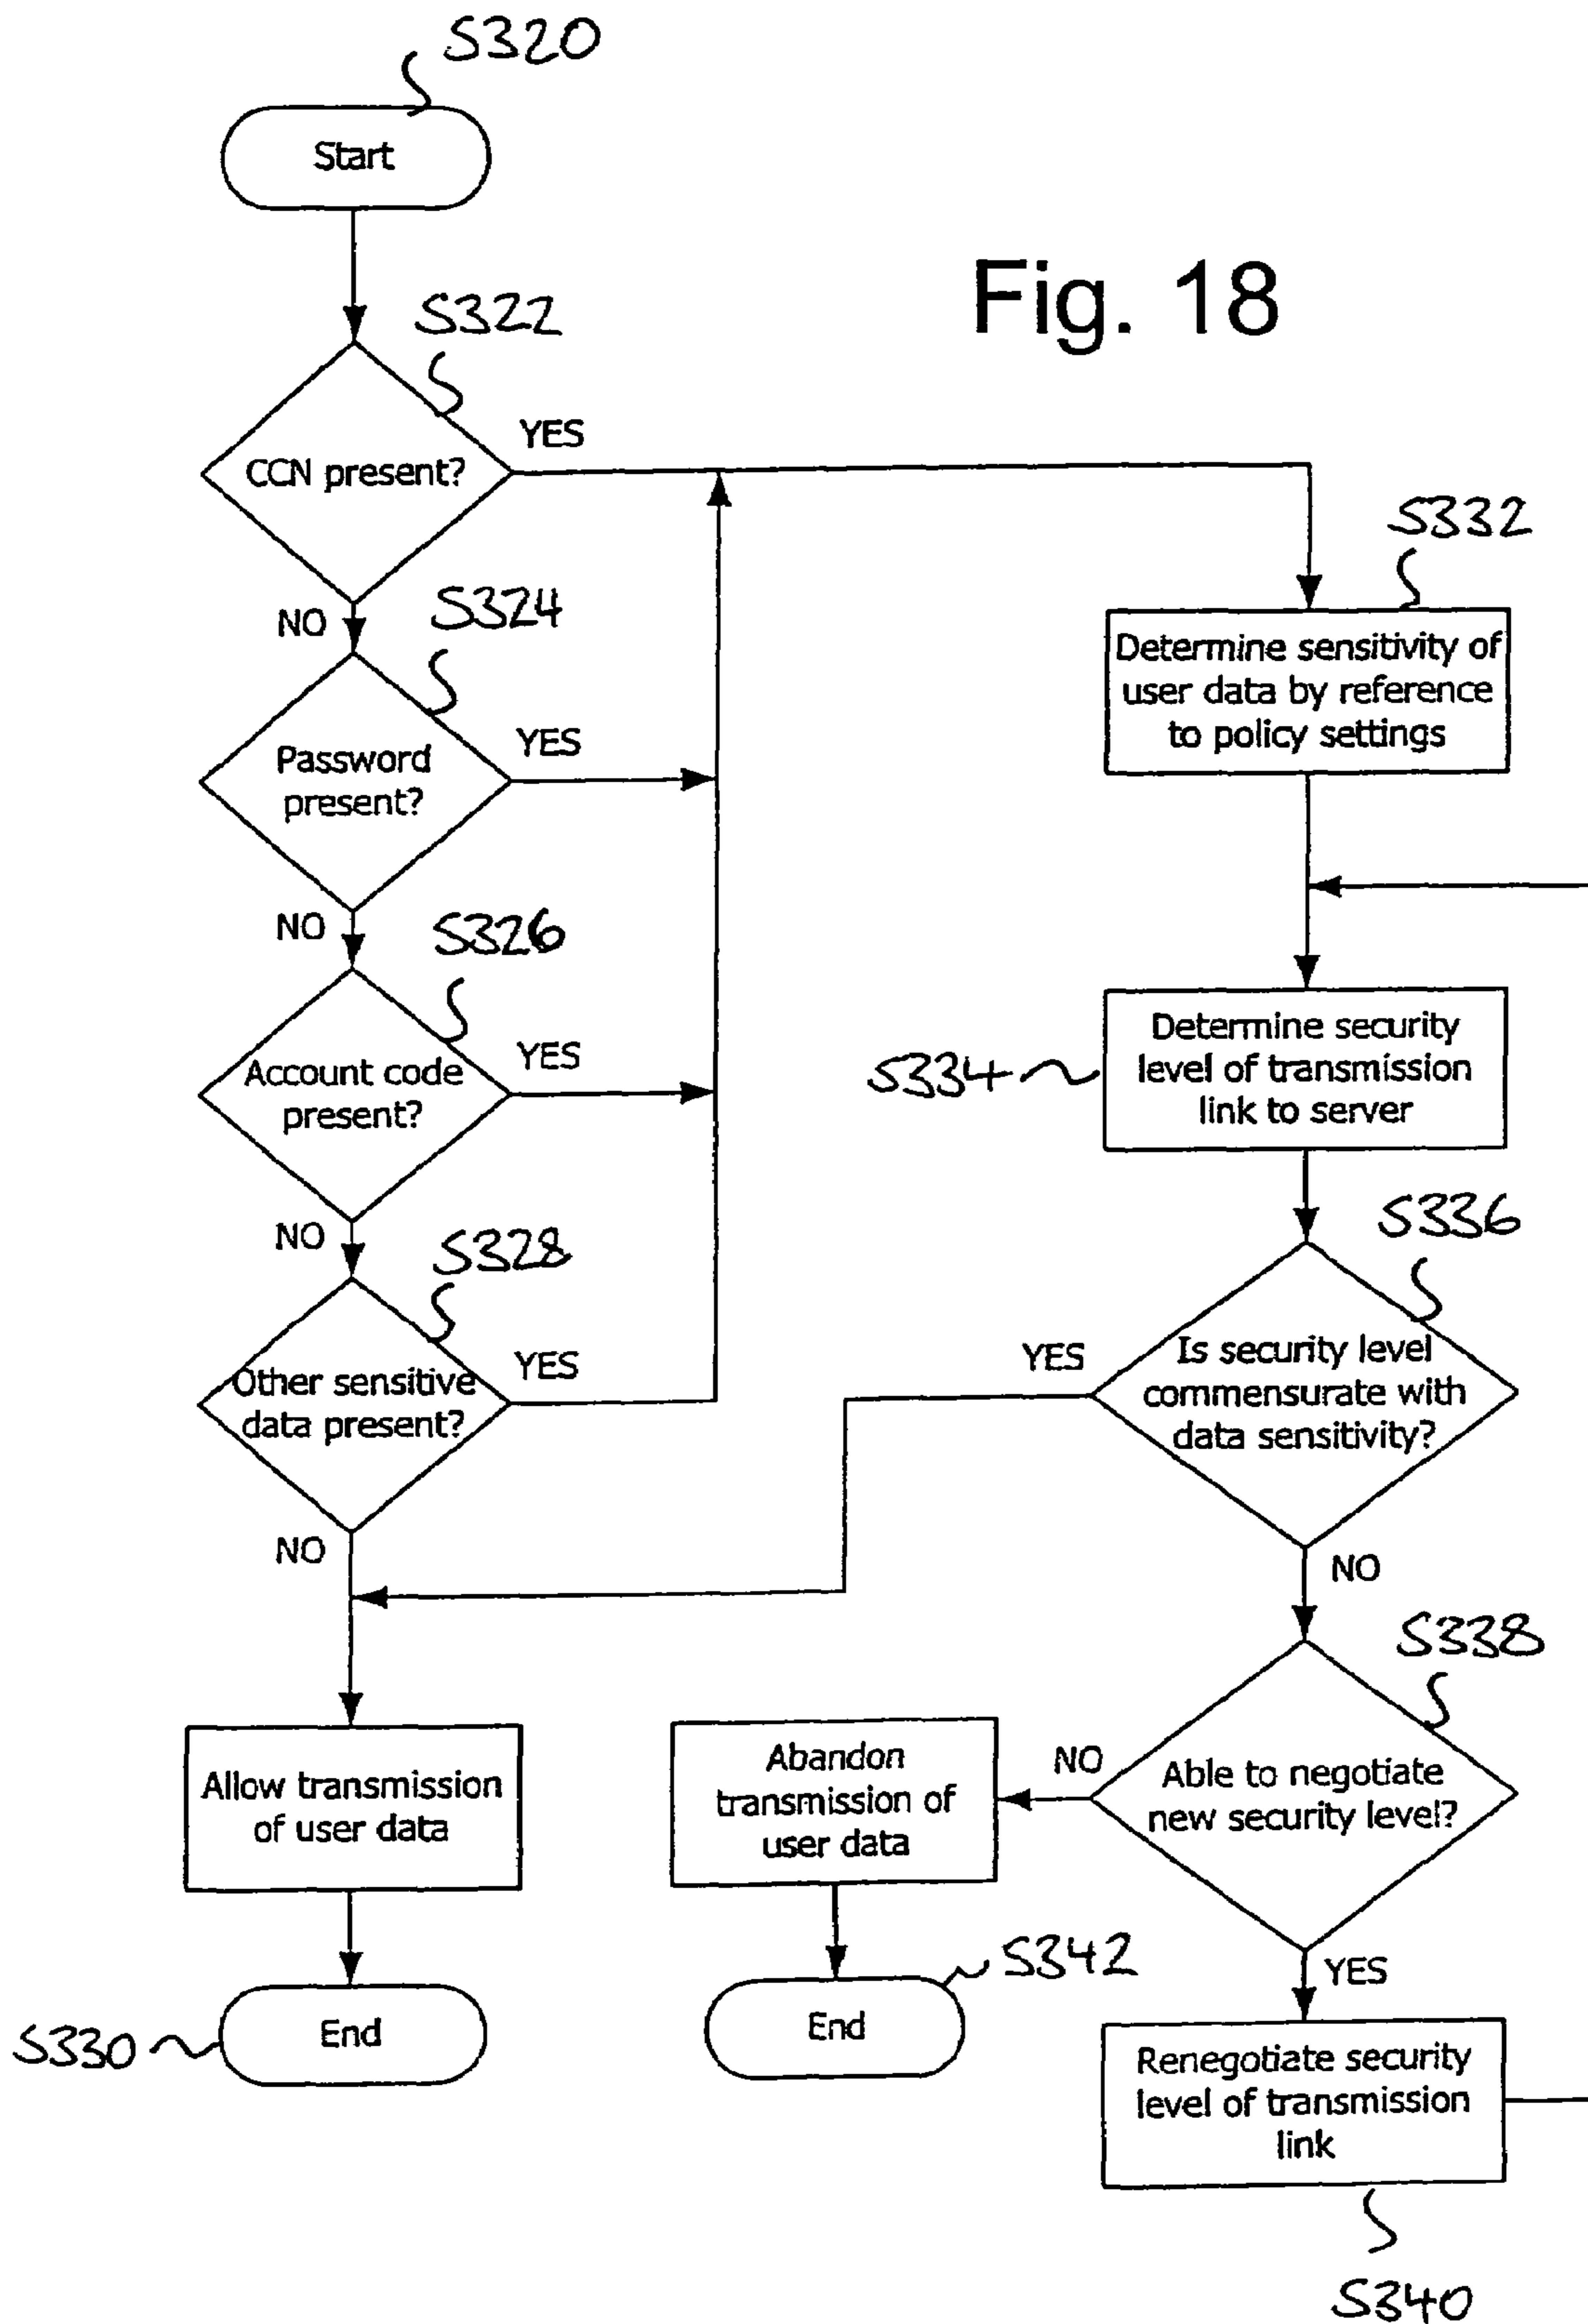 S320
Start
Fig. 18
S322
CCN present?
YES
NO
S324
Password
present?
YES
NO
S326
Account code
present?
YES
NO
S328
Other sensitive
data present?
YES
NO
Allow transmission
of user data
End
S330
S332
Determine sensitivity of
user data by reference
to policy settings
Determine security
level of transmission
link to server
S334
S336
Is security level
commensurate with
data sensitivity?
YES
NO
S338
Able to negotiate
new security level?
NO
Abandon
transmission of
user data
End
S342
YES
Renegotiate security
level of transmission
link
S340